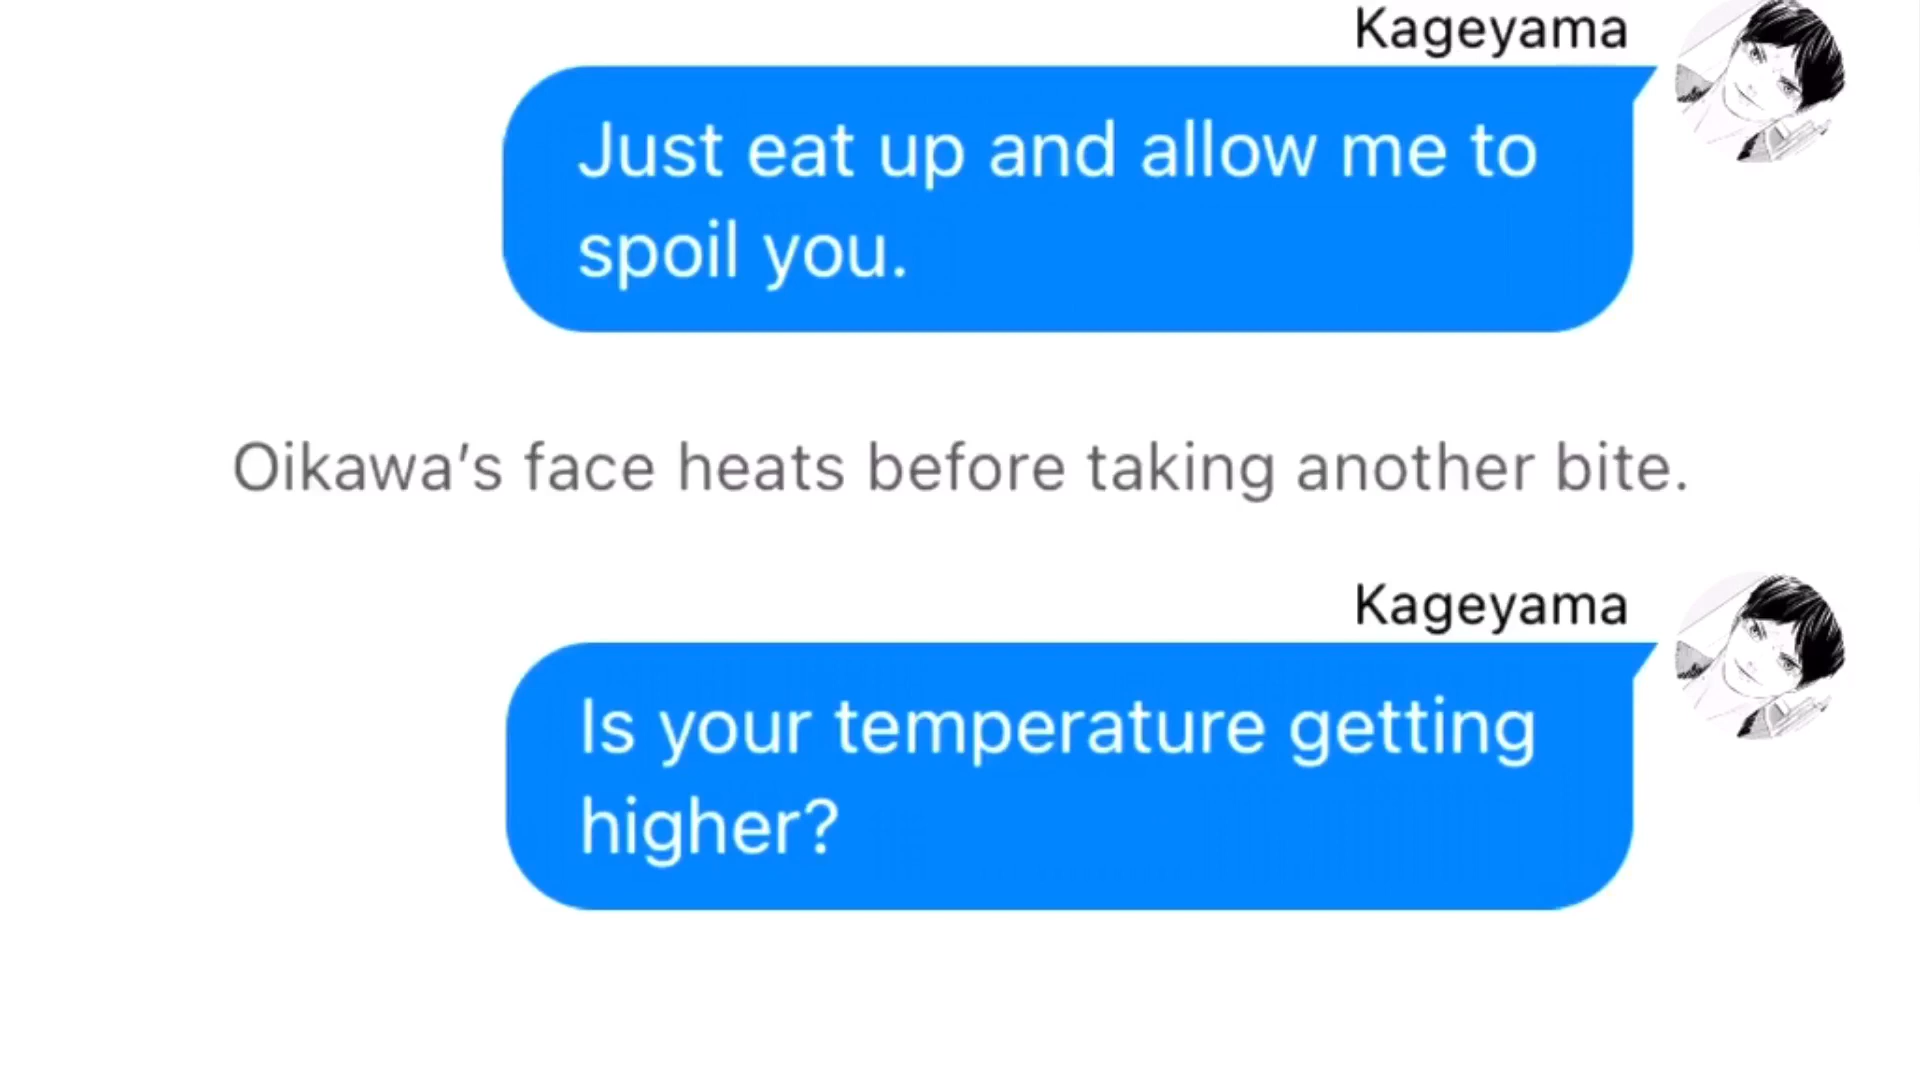 Kageyama
Just eat up and allow me to
spoil you.
Oikawa’s face heats before taking another bite.
Kageyama
Is your temperature getting
higher?